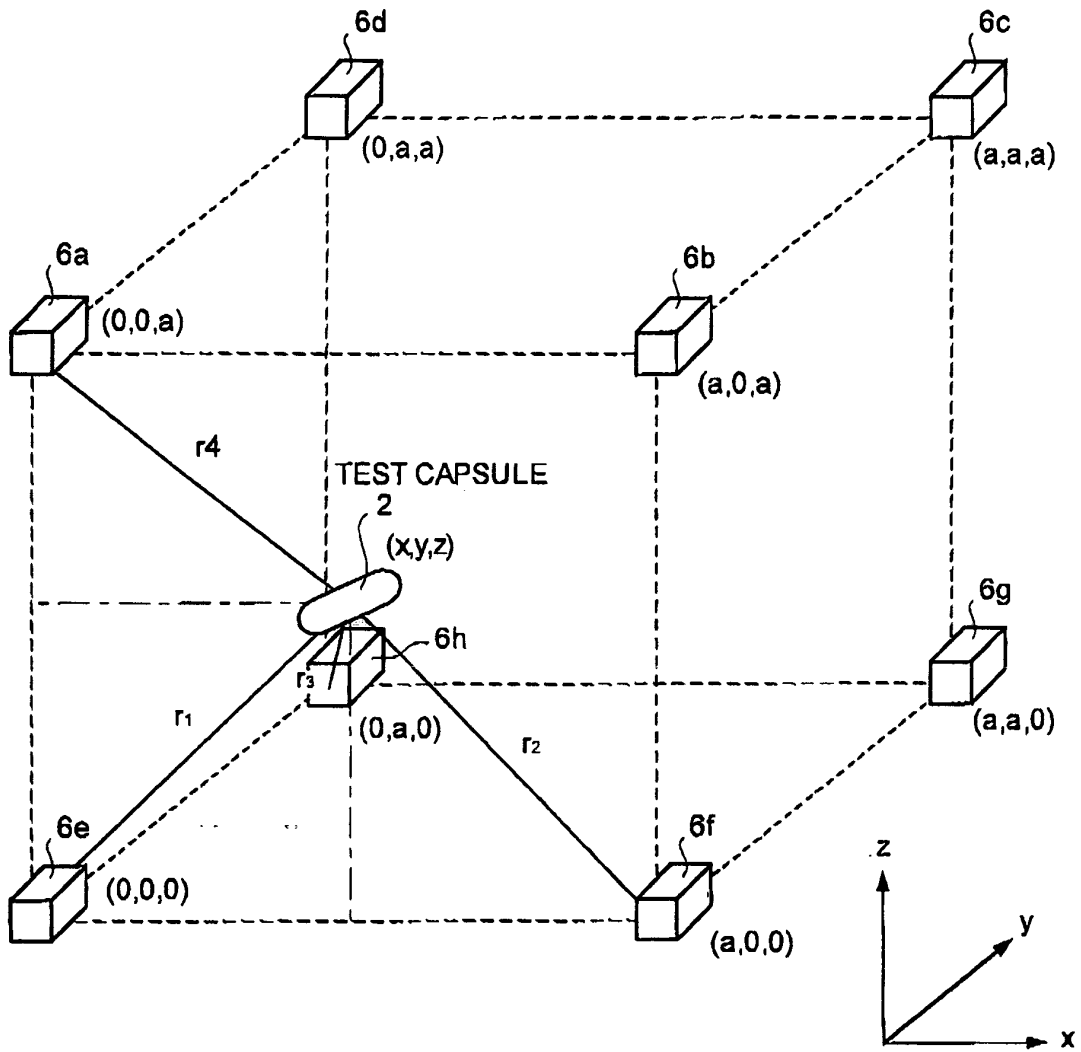 6d
6c
(0,a,a)
(a,a,a)
6a
6b
(0,0,a)
(a,0,a)
r4
TEST CAPSULE
2
(x,y,z)
6g
6h
r3
r1
(0,a,0)
r2
(a,a,0)
6e
6f
z
(0,0,0)
y
(a,0,0)
x